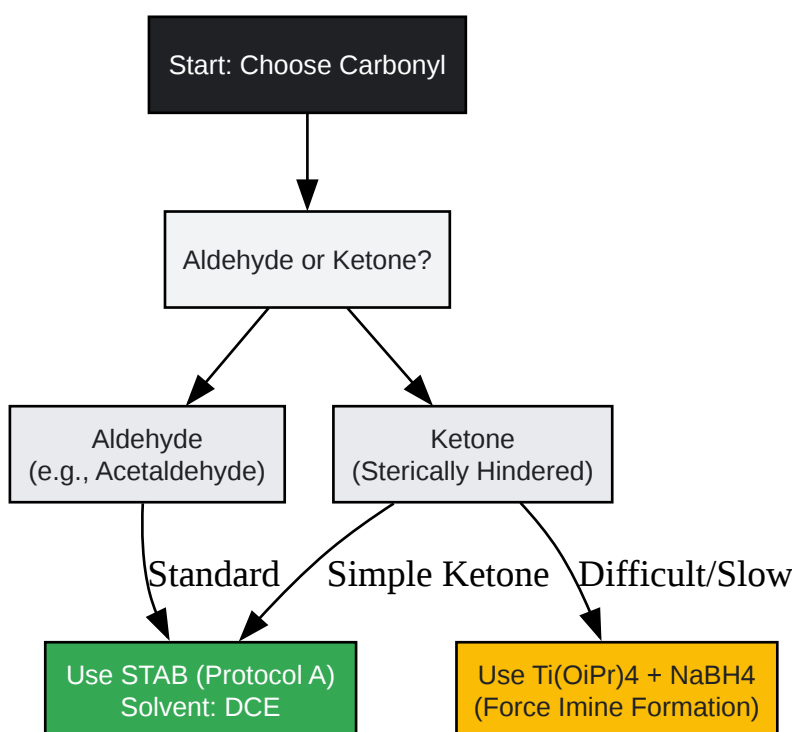 Start: Choose Carbonyl
Aldehyde or Ketone?
Aldehyde
(e.g., Acetaldehyde)
Ketone
(Sterically Hindered)
Standard
Simple Ketone
Difficult/Slow
Use STAB (Protocol A)
Solvent: DCE
Use Ti(OiPr)4 + NaBH4
(Force Imine Formation)